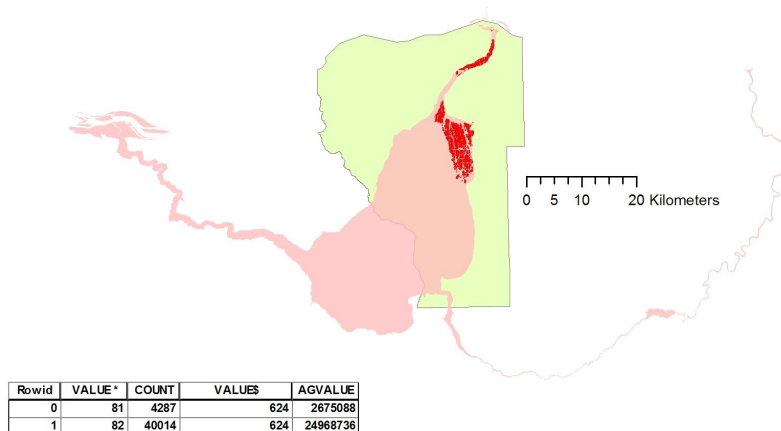 0 5 10 20 Kilometers
Rowid VALUE* COUNT VALUE$ AGVALUE
0 81 4287 624 2675088
1 82 40014 624 24968736